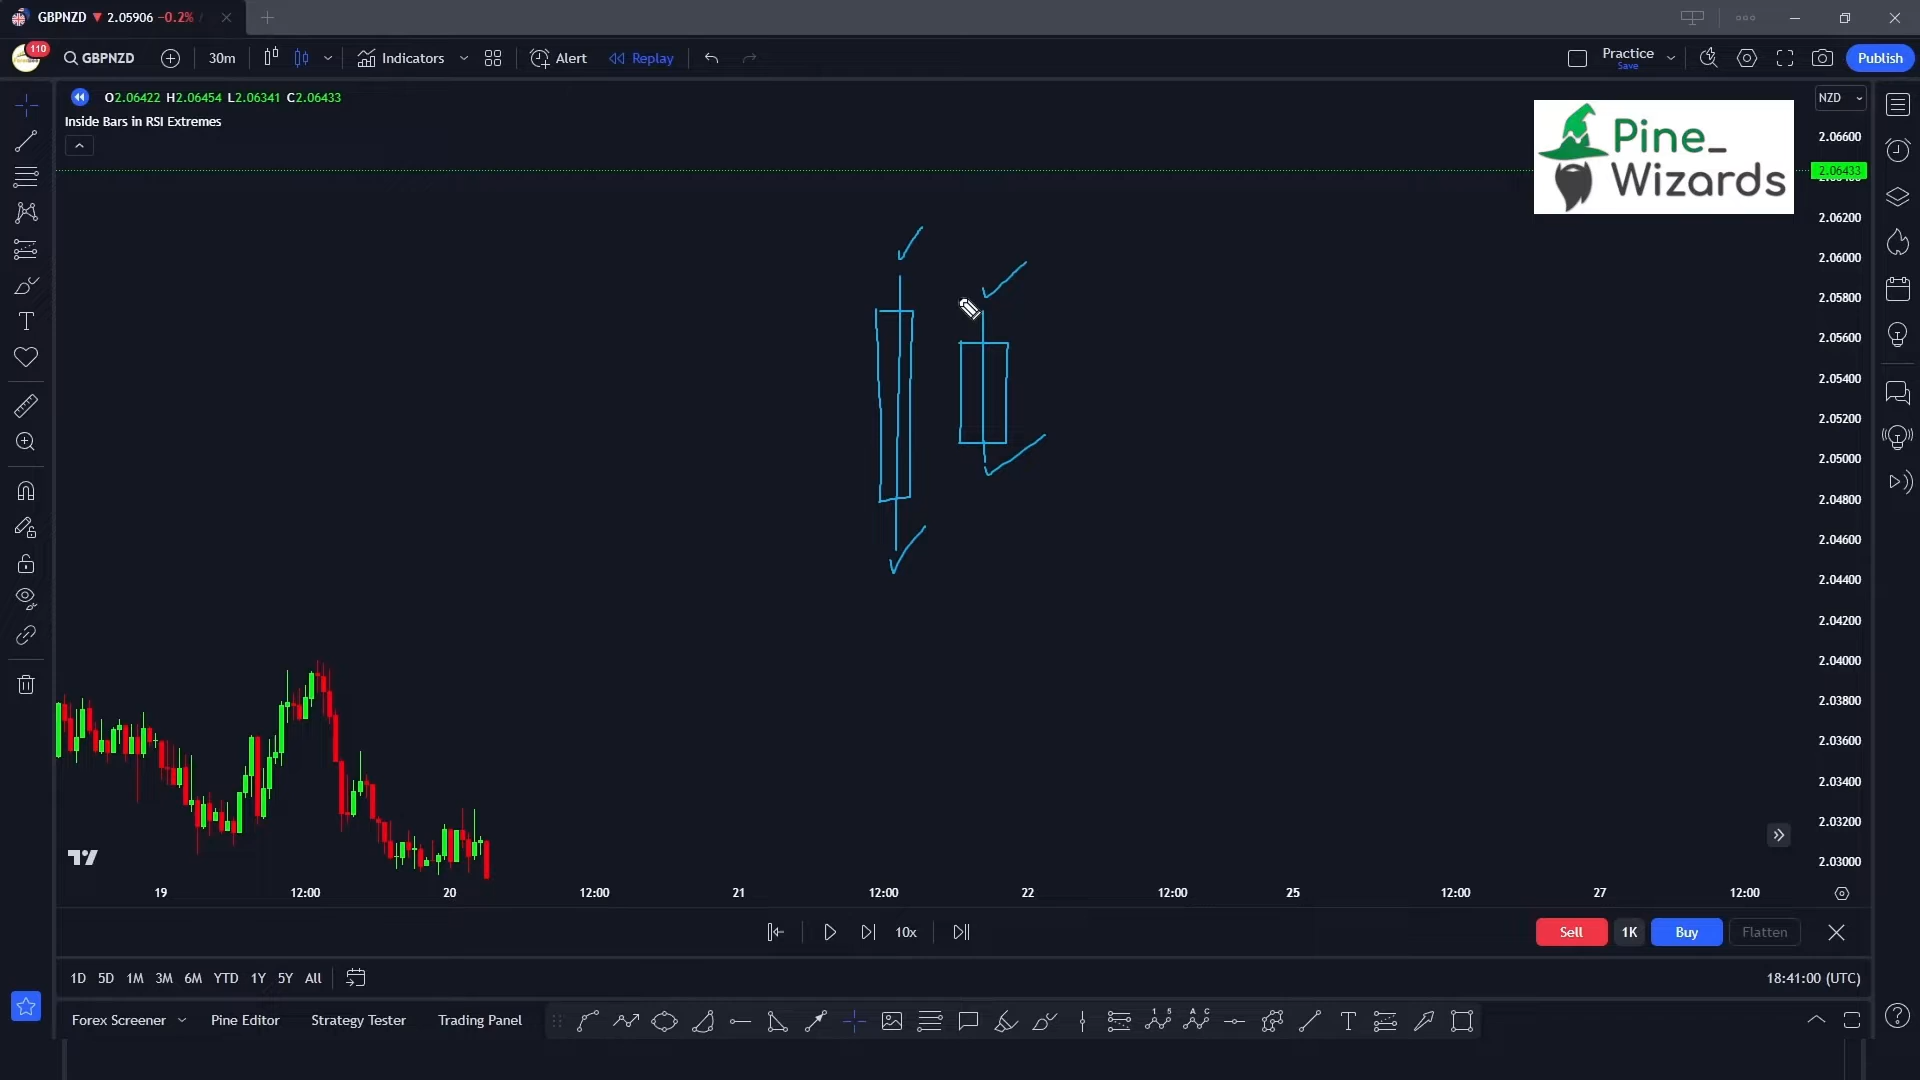 GBPNZD 2.05906 −0.2% /
110
GBPNZD 30m Indicators Alert Replay Practice Save Publish
O2.06422 H2.06454 L2.06341 C2.06433
Inside Bars in RSI Extremes
NZD
Pine_
Wizards
2.06600
2.06433
2.06200
2.06000
2.05800
2.05600
2.05400
2.05200
2.05000
2.04800
2.04600
2.04400
2.04200
2.04000
2.03800
2.03600
2.03400
2.03200
2.03000
19 12:00 20 12:00 21 12:00 22 12:00 25 12:00 27 12:00
10x Sell 1K Buy Flatten
1D 5D 1M 3M 6M YTD 1Y 5Y All 18:41:00 (UTC)
Forex Screener Pine Editor Strategy Tester Trading Panel